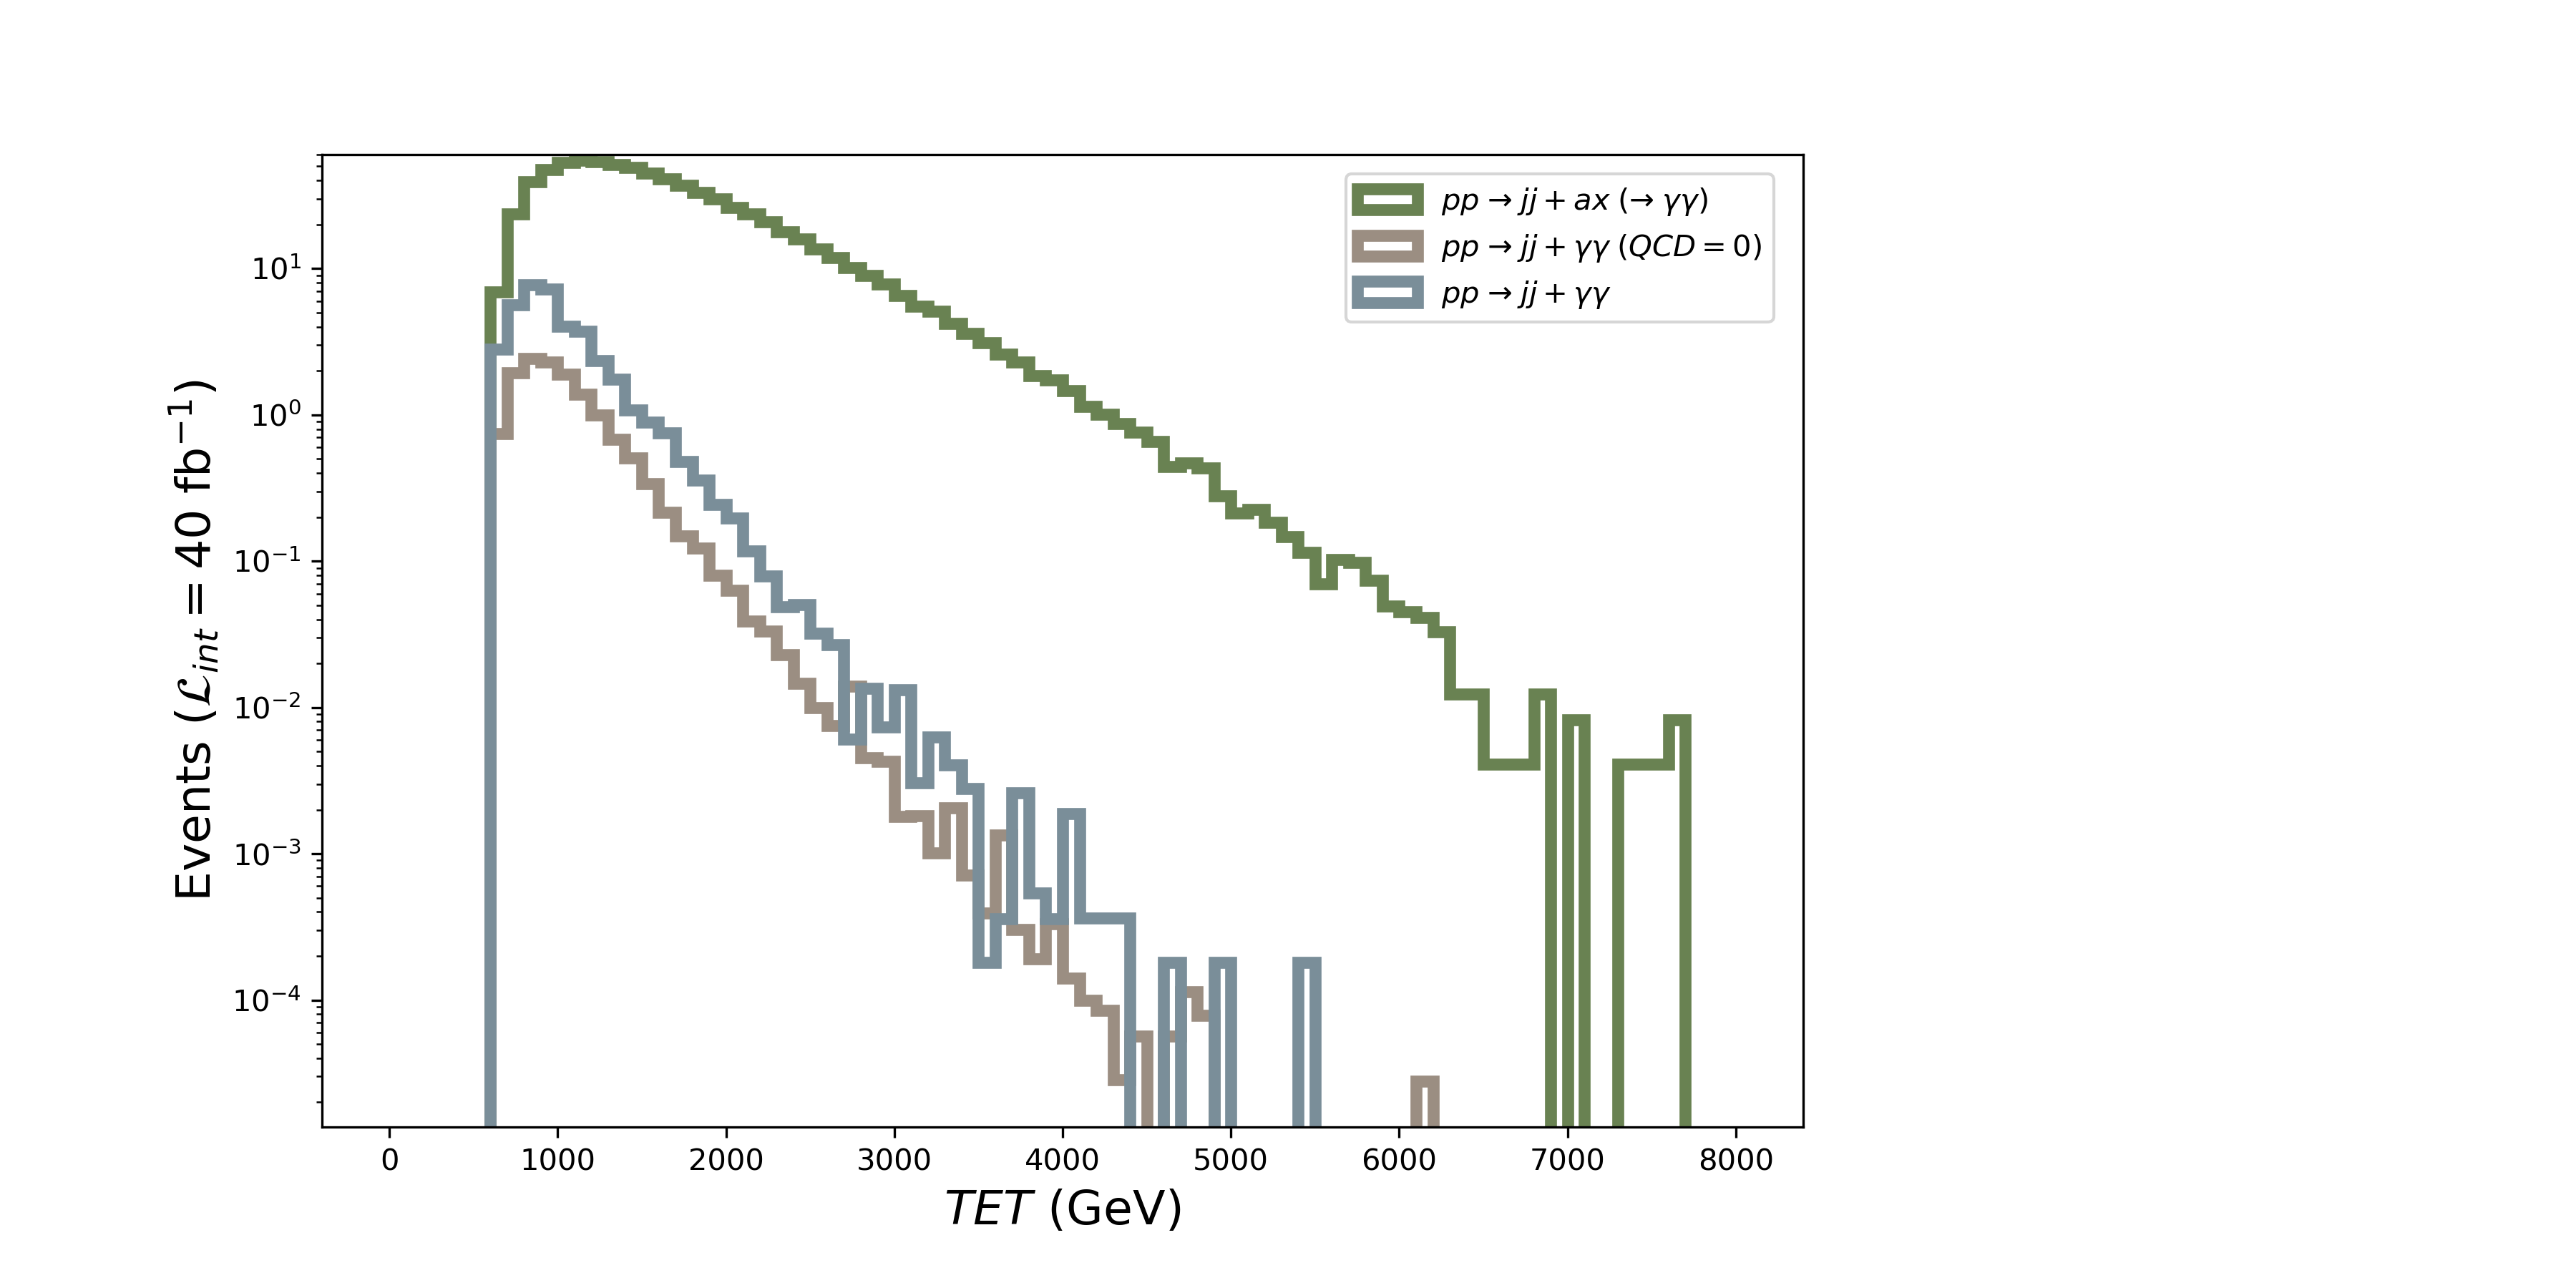 pp → jj + ax (→ γγ)
pp → jj + γγ (QCD = 0)
pp → jj + γγ
Events (ℒ_int = 40 fb⁻¹)
10¹
10⁰
10⁻¹
10⁻²
10⁻³
10⁻⁴
0 1000 2000 3000 4000 5000 6000 7000 8000
TET (GeV)